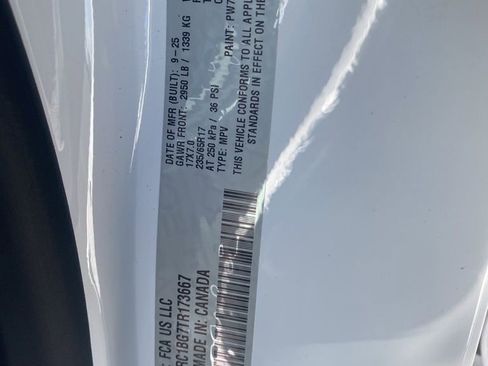 FCA US LLC
RC1BG7TR173667
MADE IN: CANADA
DATE OF MFR (BUILT): 9-25
GAWR FRONT: 2950 LB / 1339 KG
17X7.0
235/65R17
AT 250 kPa / 36 PSI
TYPE: MPV
PAINT: PW7
THIS VEHICLE CONFORMS TO ALL APPL
STANDARDS IN EFFECT ON THE